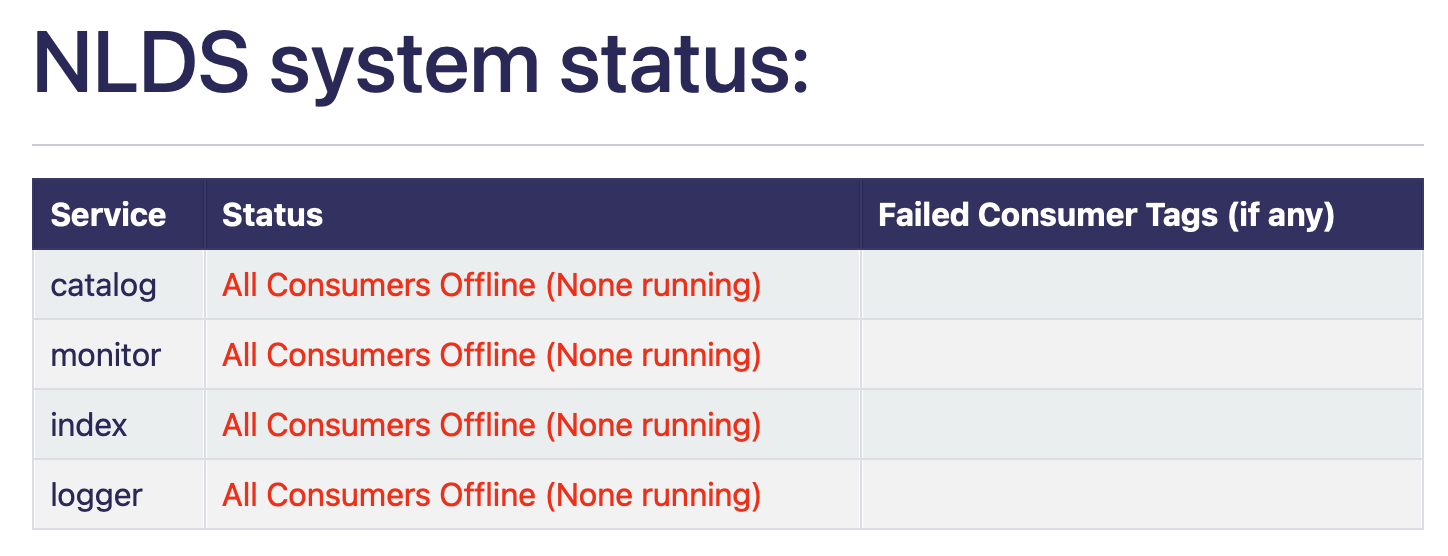 NLDS system status:
Service Status Failed Consumer Tags (if any)
catalog All Consumers Offline (None running)
monitor All Consumers Offline (None running)
index All Consumers Offline (None running)
logger All Consumers Offline (None running)